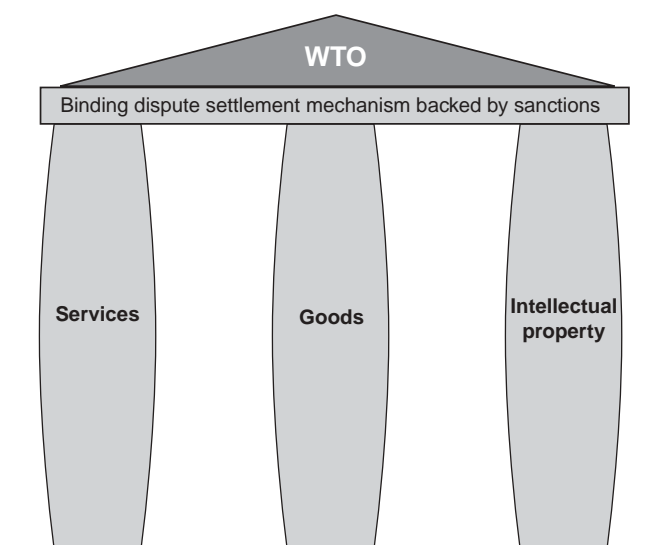 WTO
Binding dispute settlement mechanism backed by sanctions
Services
Goods
Intellectual
property